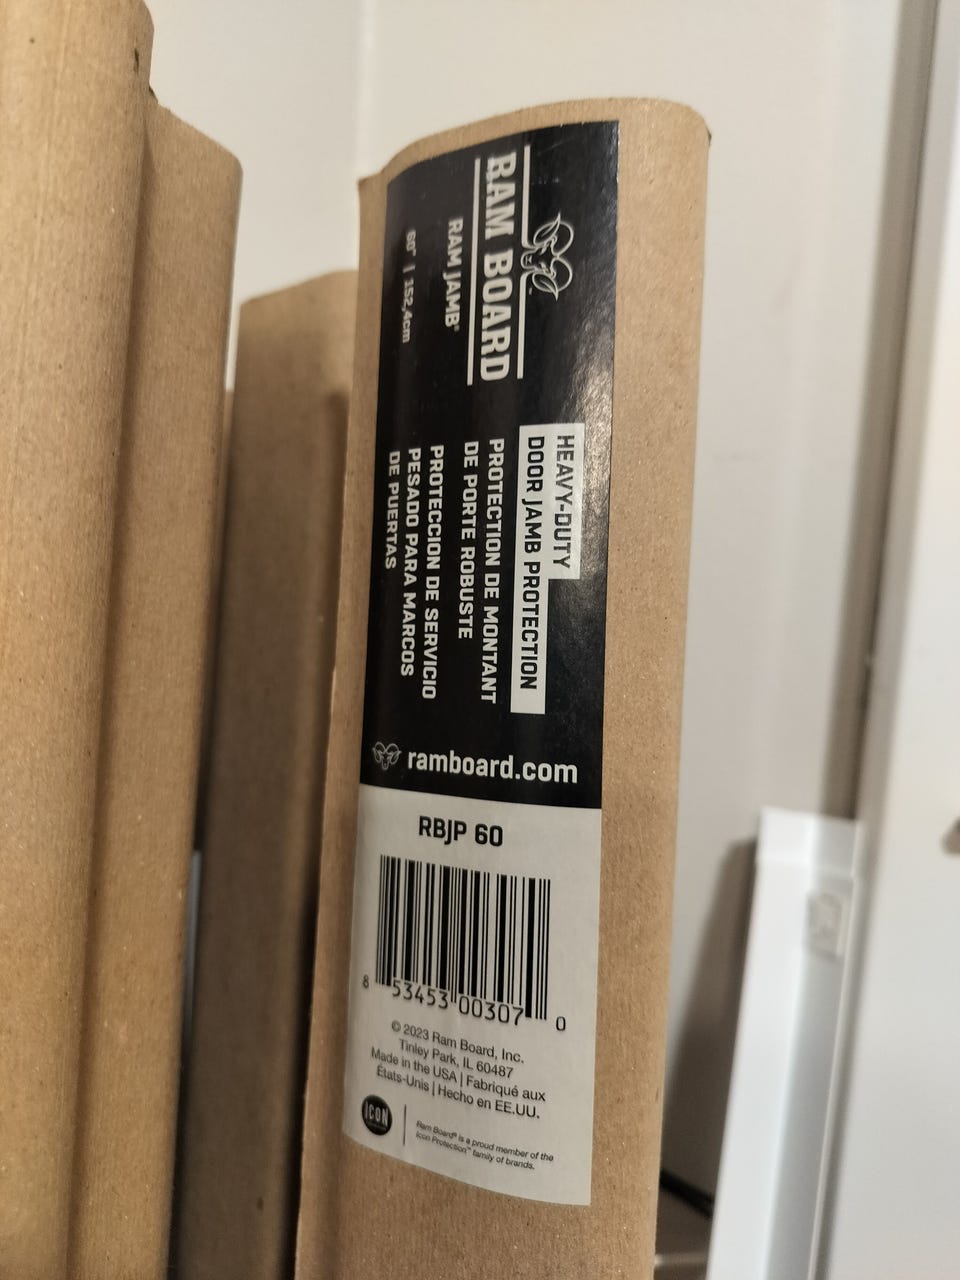 RAM BOARD™
RAM JAMB®
60" | 152,4cm
HEAVY-DUTY
DOOR JAMB PROTECTION
PROTECTION DE MONTANT
DE PORTE ROBUSTE
PROTECCION DE SERVICIO
PESADO PARA MARCOS
DE PUERTAS
ramboard.com
RBJP 60
8 53453 00307 0
© 2023 Ram Board, Inc.
Tinley Park, IL 60487
Made in the USA | Fabriqué aux
États-Unis | Hecho en EE.UU.
ICON
Ram Board® is a proud member of the
Icon Protection™ family of brands.